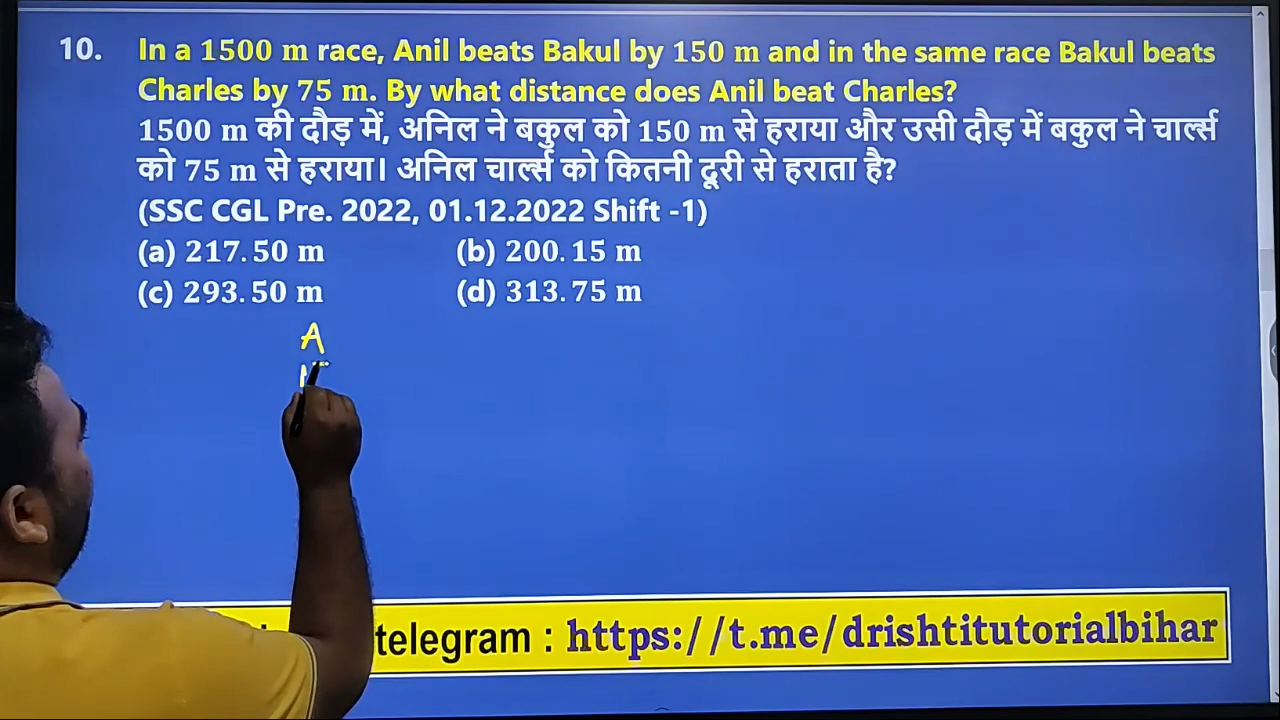 10. In a 1500 m race, Anil beats Bakul by 150 m and in the same race Bakul beats
Charles by 75 m. By what distance does Anil beat Charles?
1500 m की दौड़ में, अनिल ने बकुल को 150 m से हराया और उसी दौड़ में बकुल ने चार्ल्स
को 75 m से हराया। अनिल चार्ल्स को कितनी दूरी से हराता है?
(SSC CGL Pre. 2022, 01.12.2022 Shift -1)
(a) 217.50 m (b) 200.15 m
(c) 293.50 m (d) 313.75 m
A
telegram : https://t.me/drishtitutorialbihar